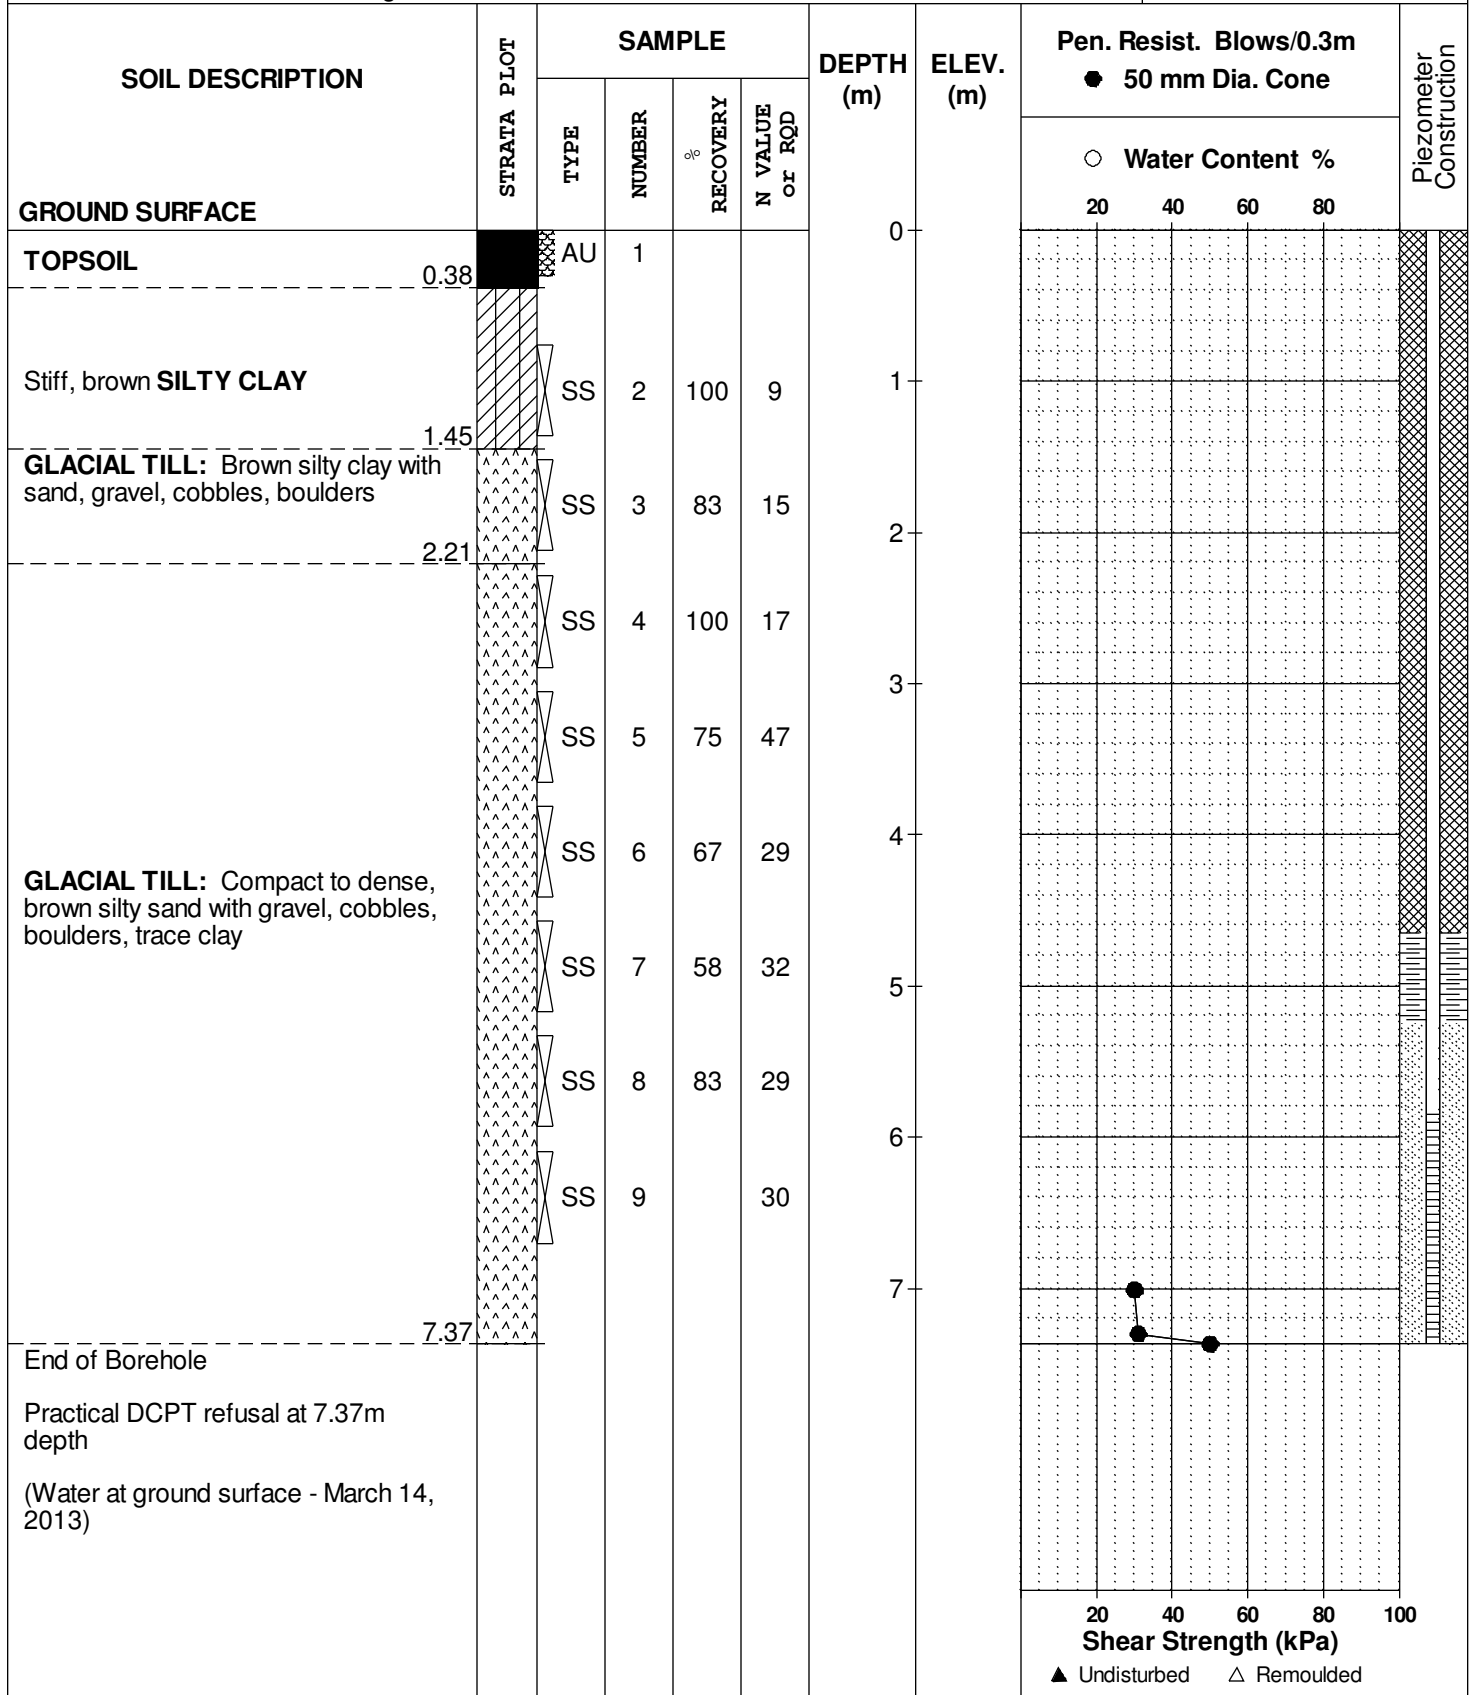 SOIL DESCRIPTION
GROUND SURFACE
STRATA PLOT
SAMPLE
TYPE
NUMBER
%
RECOVERY
N VALUE
or RQD
DEPTH
(m)
ELEV.
(m)
Pen. Resist. Blows/0.3m
● 50 mm Dia. Cone
○ Water Content %
20 40 60 80
Piezometer
Construction
TOPSOIL
0.38
AU 1
0
Stiff, brown SILTY CLAY
1.45
SS 2 100 9
1
GLACIAL TILL: Brown silty clay with
sand, gravel, cobbles, boulders
2.21
SS 3 83 15
2
SS 4 100 17
3
SS 5 75 47
4
SS 6 67 29
GLACIAL TILL: Compact to dense,
brown silty sand with gravel, cobbles,
boulders, trace clay
SS 7 58 32
5
SS 8 83 29
6
SS 9 30
7
7.37
End of Borehole
Practical DCPT refusal at 7.37m
depth
(Water at ground surface - March 14,
2013)
20 40 60 80 100
Shear Strength (kPa)
▲ Undisturbed △ Remoulded